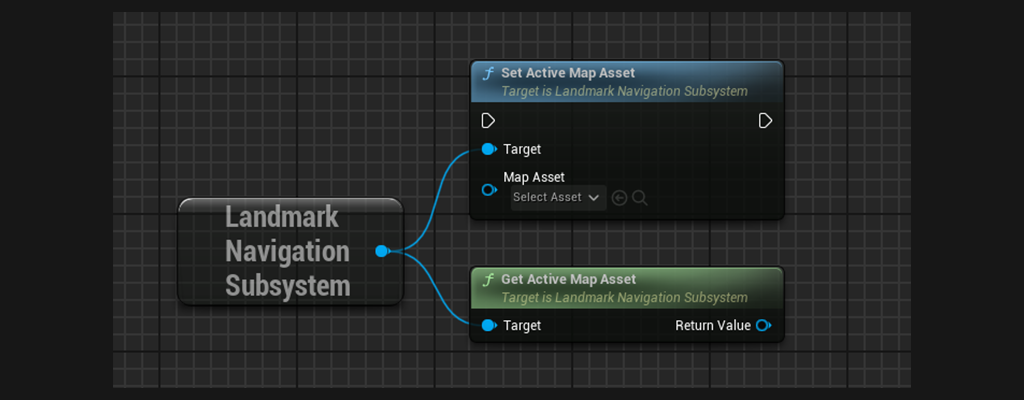 Set Active Map Asset
Target is Landmark Navigation Subsystem
Target
Map Asset
Select Asset
Landmark
Navigation
Subsystem
Get Active Map Asset
Target is Landmark Navigation Subsystem
Target Return Value